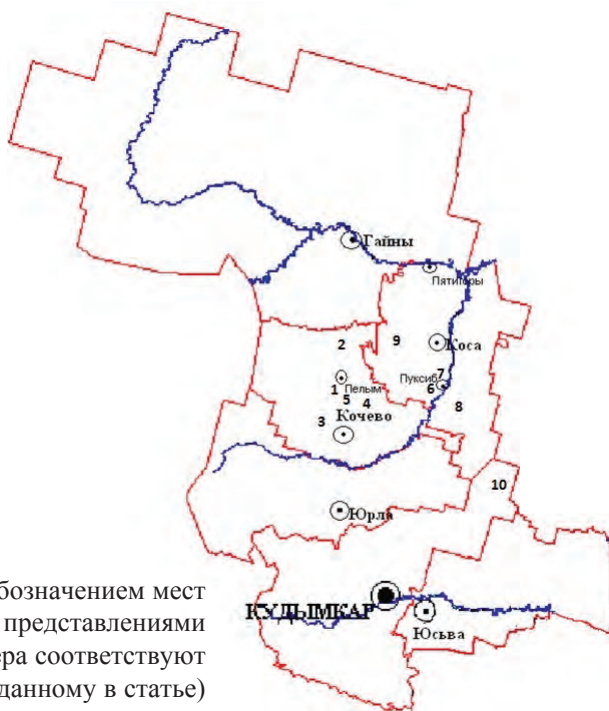 Гайны
Пятигоры
2
9
Коса
7
Пелым
Пуксиб
1
6
5
4
8
3
Кочево
10
Юрла
бозначением мест
КУДЫМКАР
представлениями
Юсьва
ера соответствуют
данному в статье)